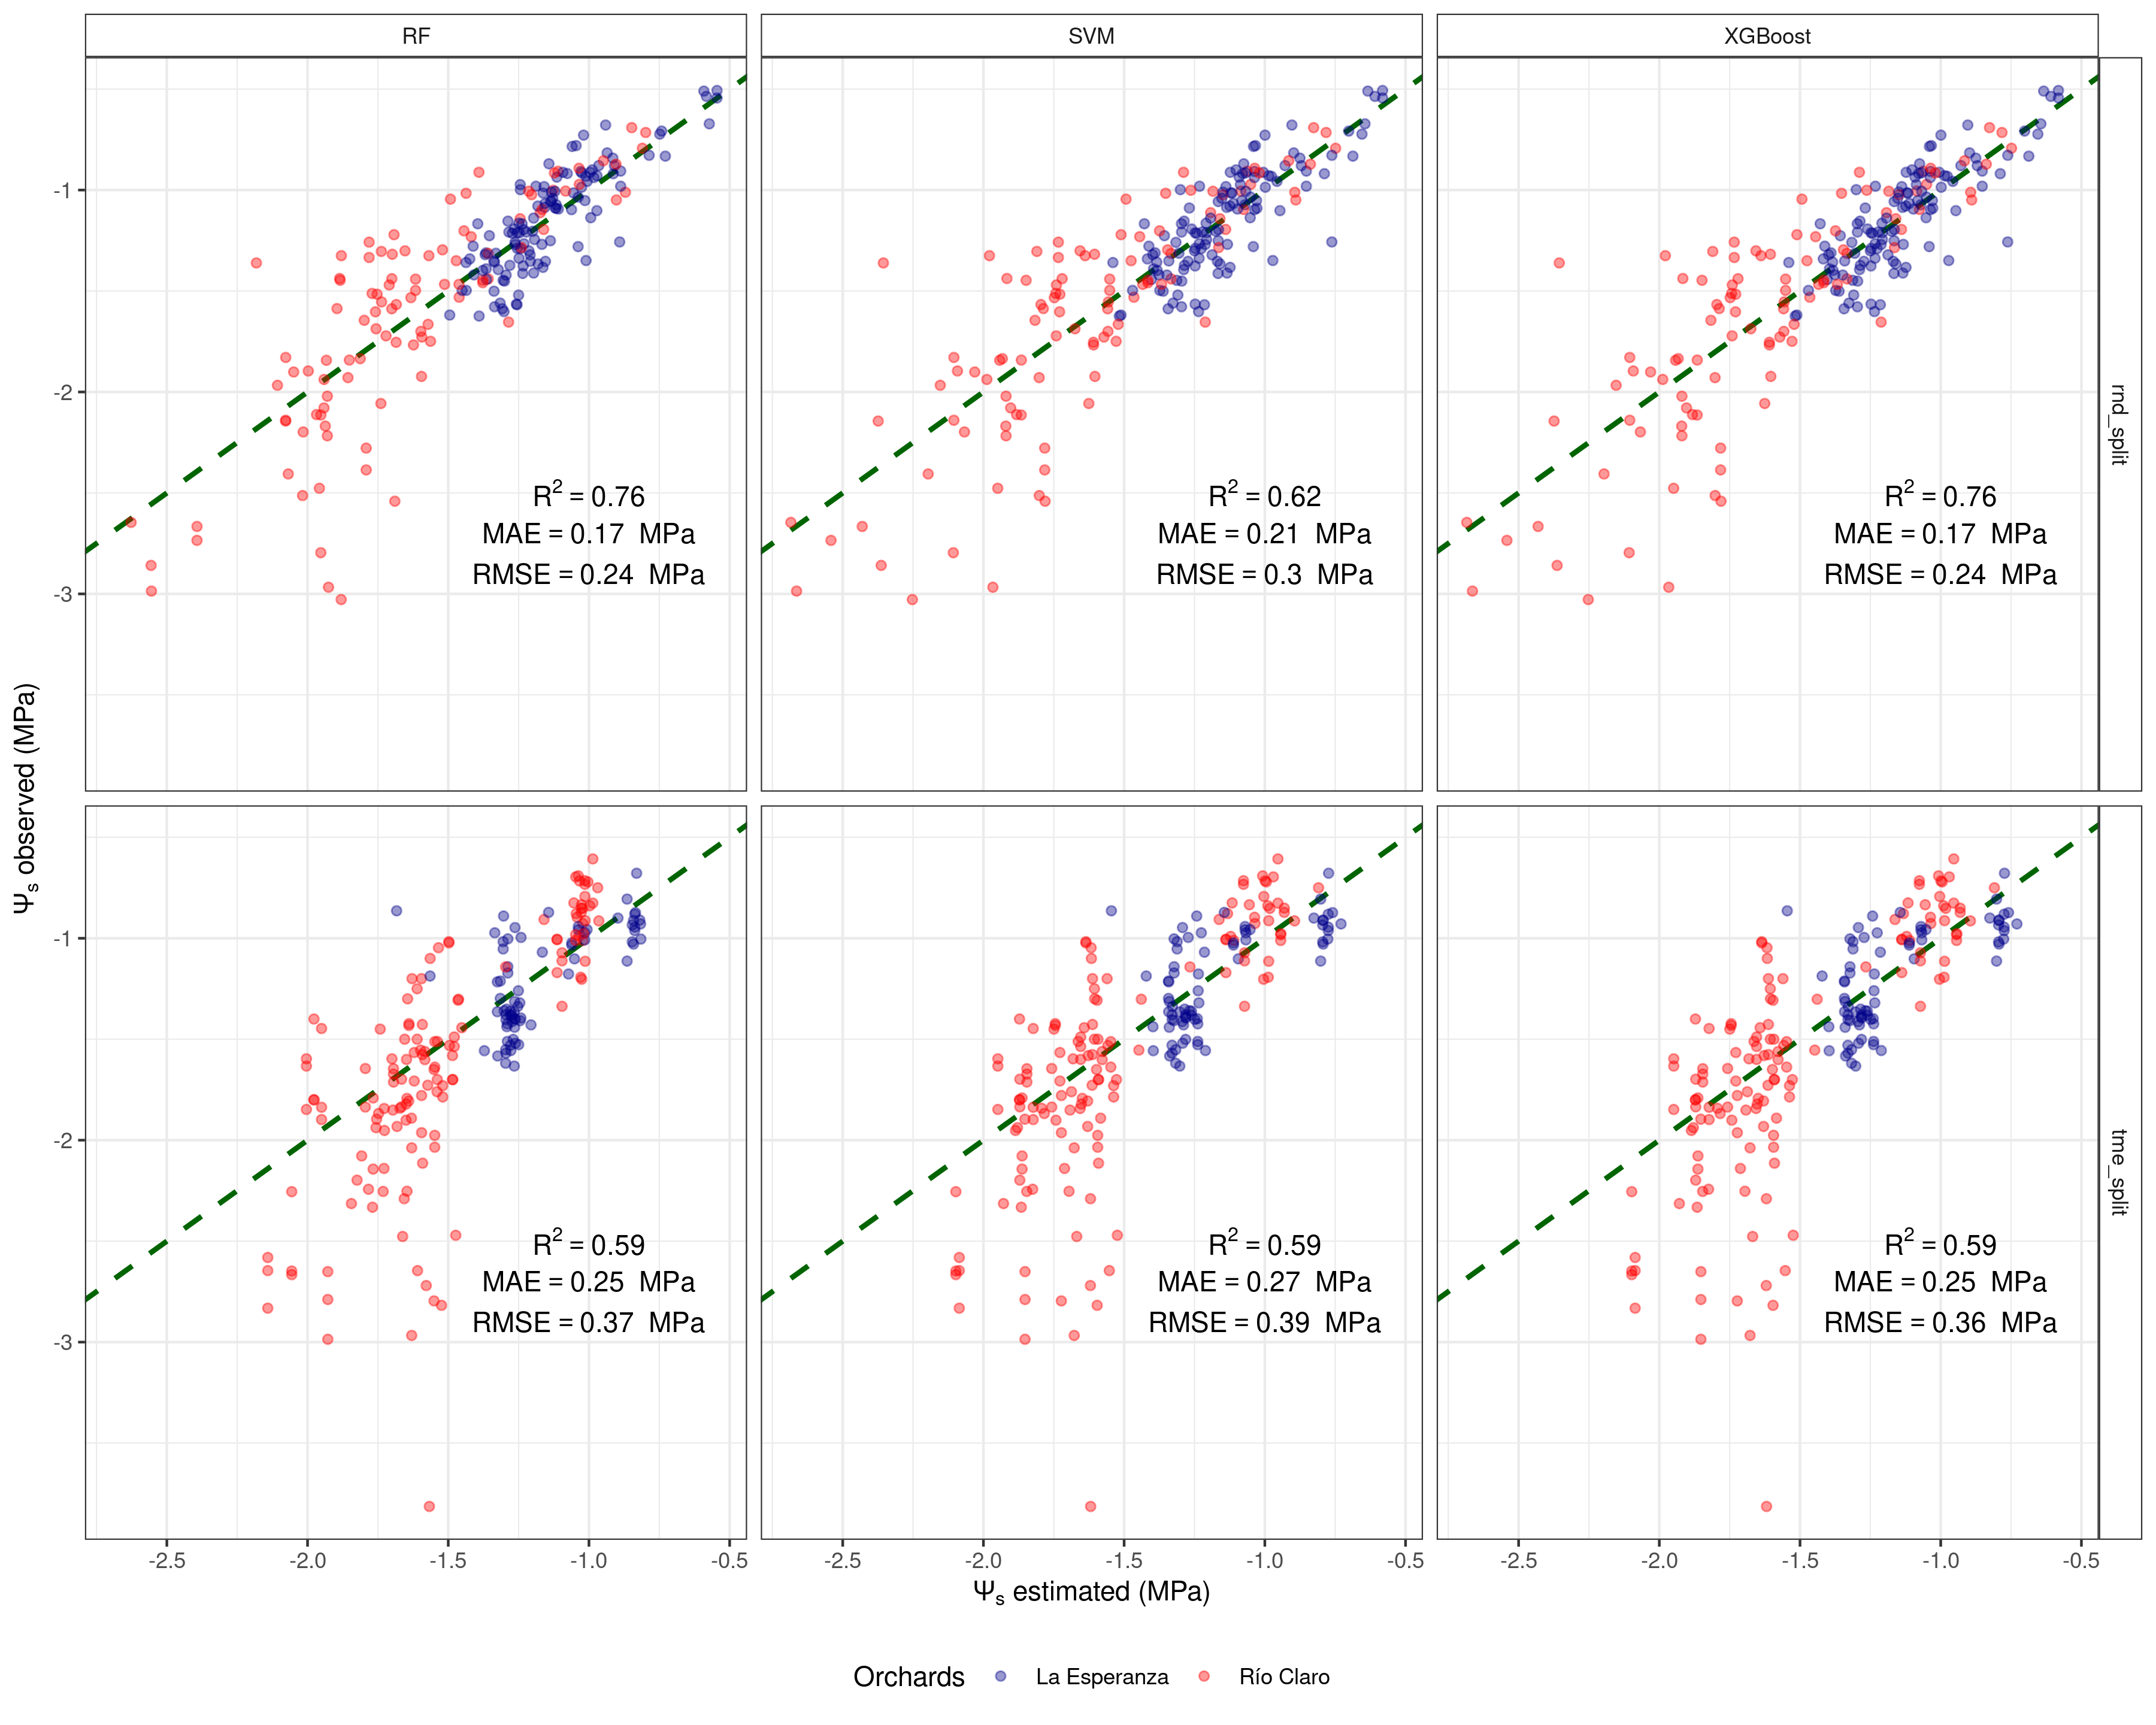 RF
SVM
XGBoost
-1
-2
-3
R² = 0.76
MAE = 0.17 MPa
RMSE = 0.24 MPa
R² = 0.62
MAE = 0.21 MPa
RMSE = 0.3 MPa
R² = 0.76
MAE = 0.17 MPa
RMSE = 0.24 MPa
rnd_split
Ψs observed (MPa)
-1
-2
-3
R² = 0.59
MAE = 0.25 MPa
RMSE = 0.37 MPa
R² = 0.59
MAE = 0.27 MPa
RMSE = 0.39 MPa
R² = 0.59
MAE = 0.25 MPa
RMSE = 0.36 MPa
tme_split
-2.5 -2.0 -1.5 -1.0 -0.5
-2.5 -2.0 -1.5 -1.0 -0.5
-2.5 -2.0 -1.5 -1.0 -0.5
Ψs estimated (MPa)
Orchards La Esperanza Río Claro